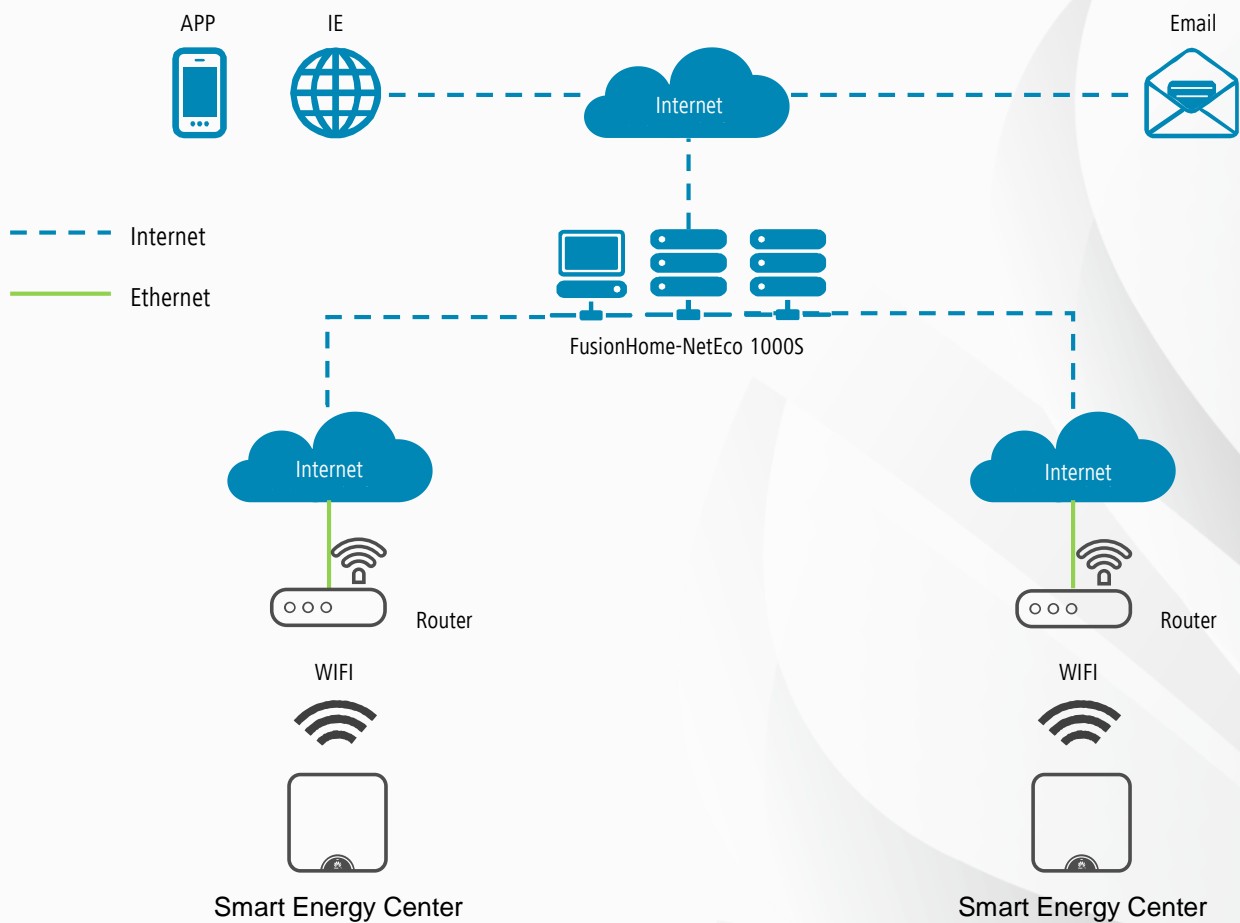 APP
IE
Email
Internet
Internet
Ethernet
FusionHome-NetEco 1000S
Internet
Internet
Router
Router
WIFI
WIFI
Smart Energy Center
Smart Energy Center